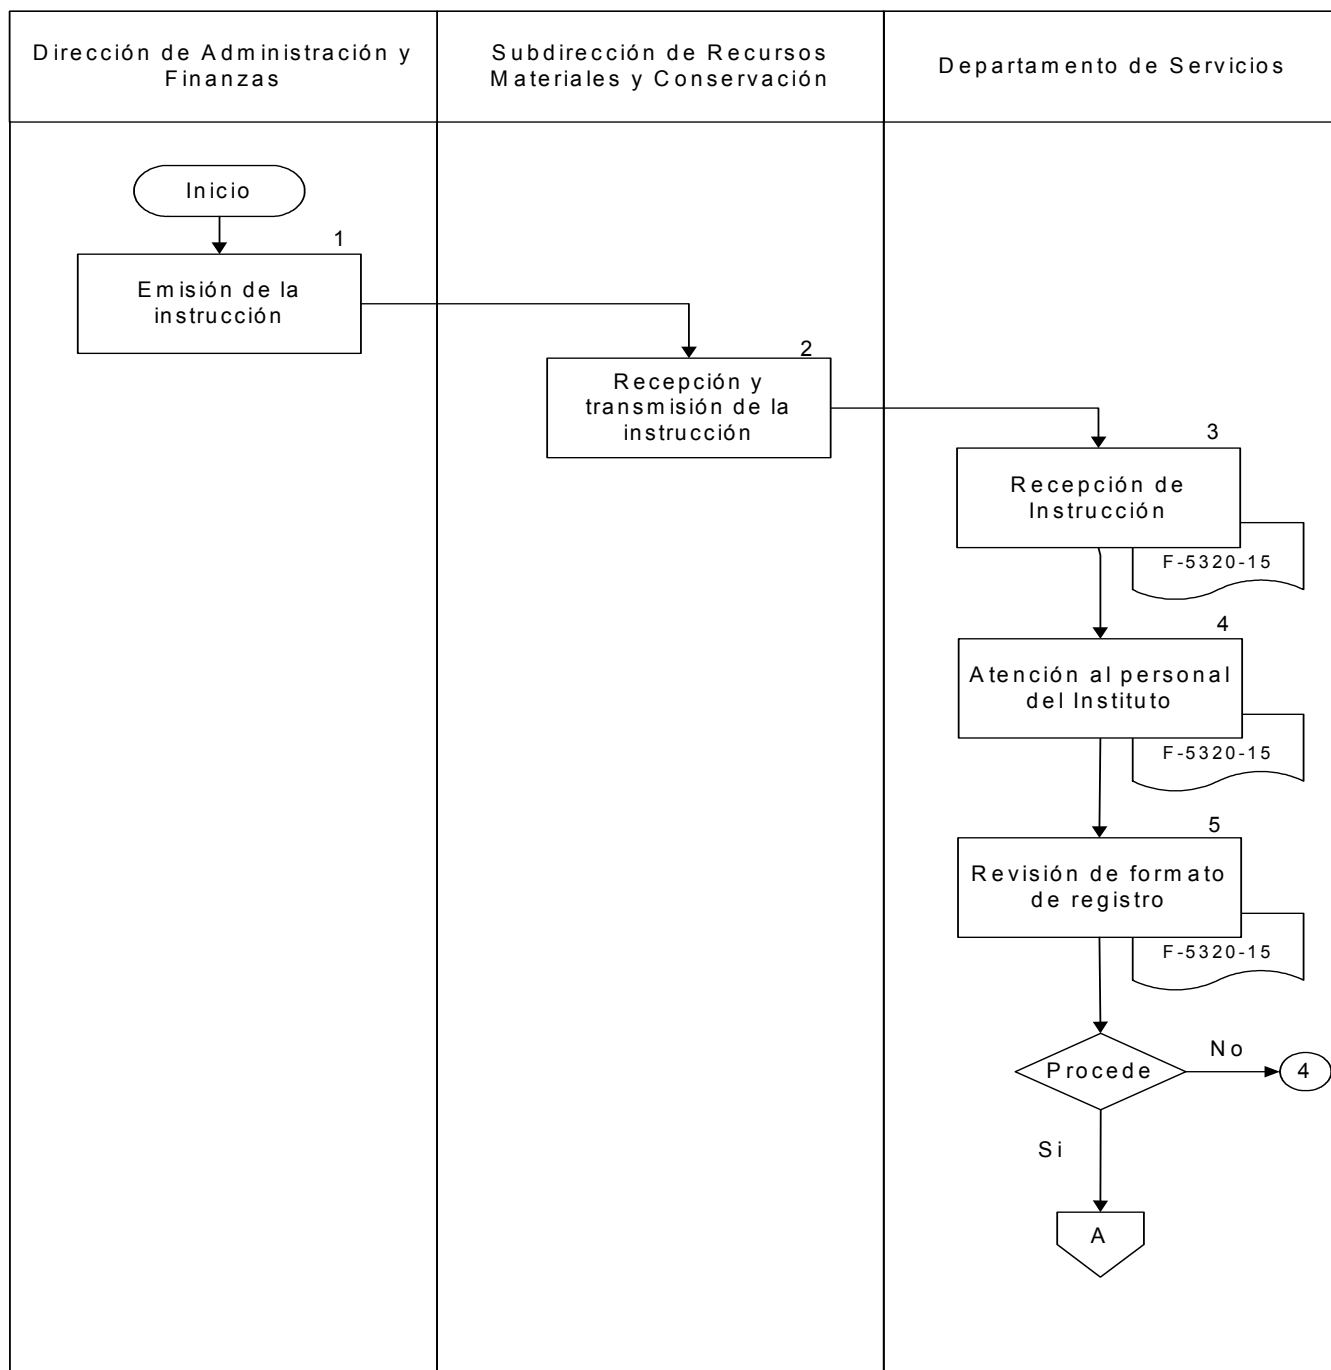 Dirección de Administración y
Finanzas
Subdirección de Recursos
Materiales y Conservación
Departamento de Servicios
Inicio
1
Emisión de la
instrucción
2
Recepción y
transmisión de la
instrucción
3
Recepción de
Instrucción
F-5320-15
4
Atención al personal
del Instituto
F-5320-15
5
Revisión de formato
de registro
F-5320-15
Procede
No
4
Si
A